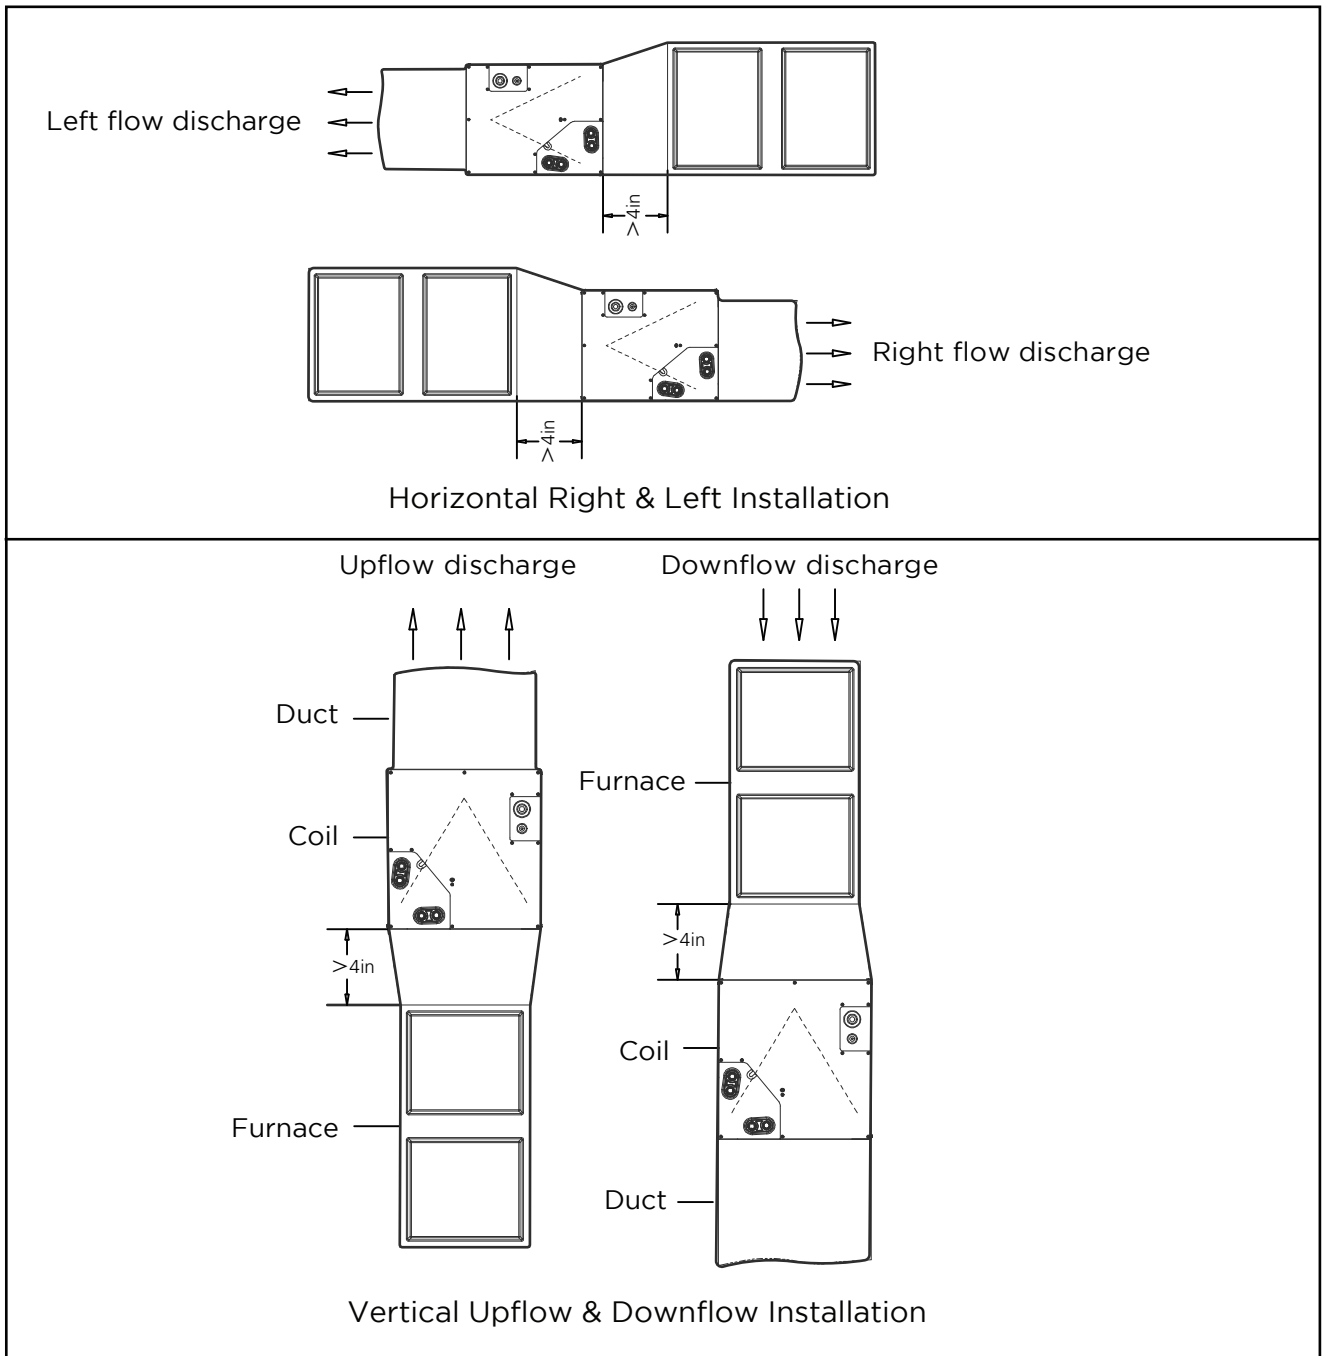 Left flow discharge
>4in
Right flow discharge
>4in
Horizontal Right & Left Installation
Upflow discharge
Downflow discharge
Duct
Furnace
Coil
>4in
>4in
Coil
Furnace
Duct
Vertical Upflow & Downflow Installation